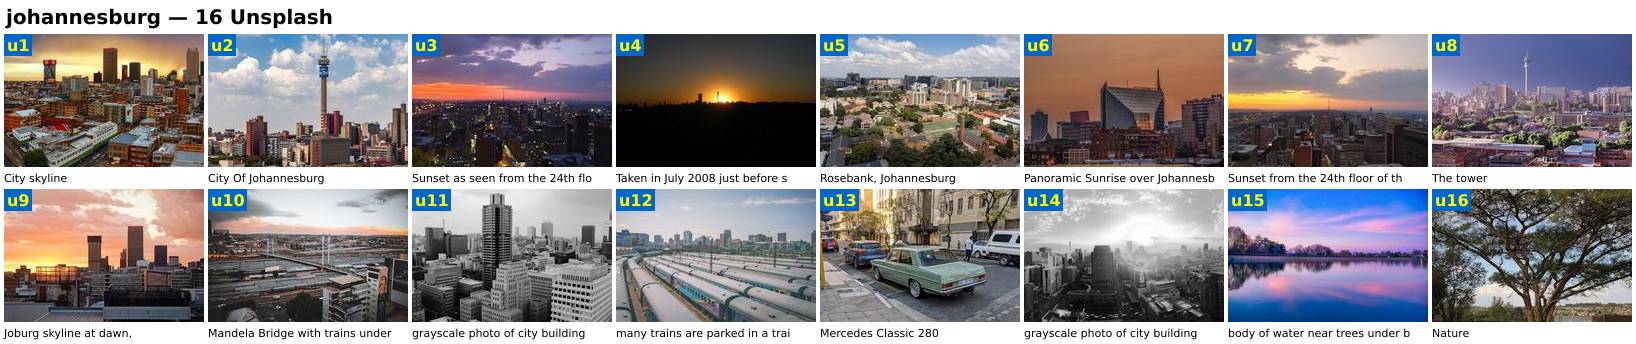 johannesburg — 16 Unsplash
u1 u2 u3 u4 u5 u6 u7 u8
City skyline City Of Johannesburg Sunset as seen from the 24th flo Taken in July 2008 just before s Rosebank, Johannesburg Panoramic Sunrise over Johannesb Sunset from the 24th floor of th The tower
u9 u10 u11 u12 u13 u14 u15 u16
Joburg skyline at dawn, Mandela Bridge with trains under grayscale photo of city building many trains are parked in a trai Mercedes Classic 280 grayscale photo of city building body of water near trees under b Nature